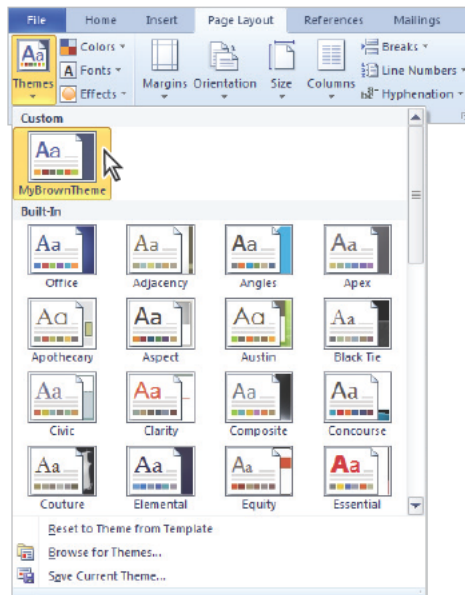 File Home Insert Page Layout References Mailings
Aa Colors Breaks
A Fonts Line Numbers
Themes Effects Margins Orientation Size Columns Hyphenation
Custom
Aa
MyBrownTheme
Built-In
Aa Aa Aa Aa
Office Adjacency Angles Apex
Aa Aa Aa Aa
Apothecary Aspect Austin Black Tie
Aa Aa Aa Aa
Civic Clarity Composite Concourse
Aa Aa Aa Aa
Couture Elemental Equity Essential
Reset to Theme from Template
Browse for Themes...
Save Current Theme...